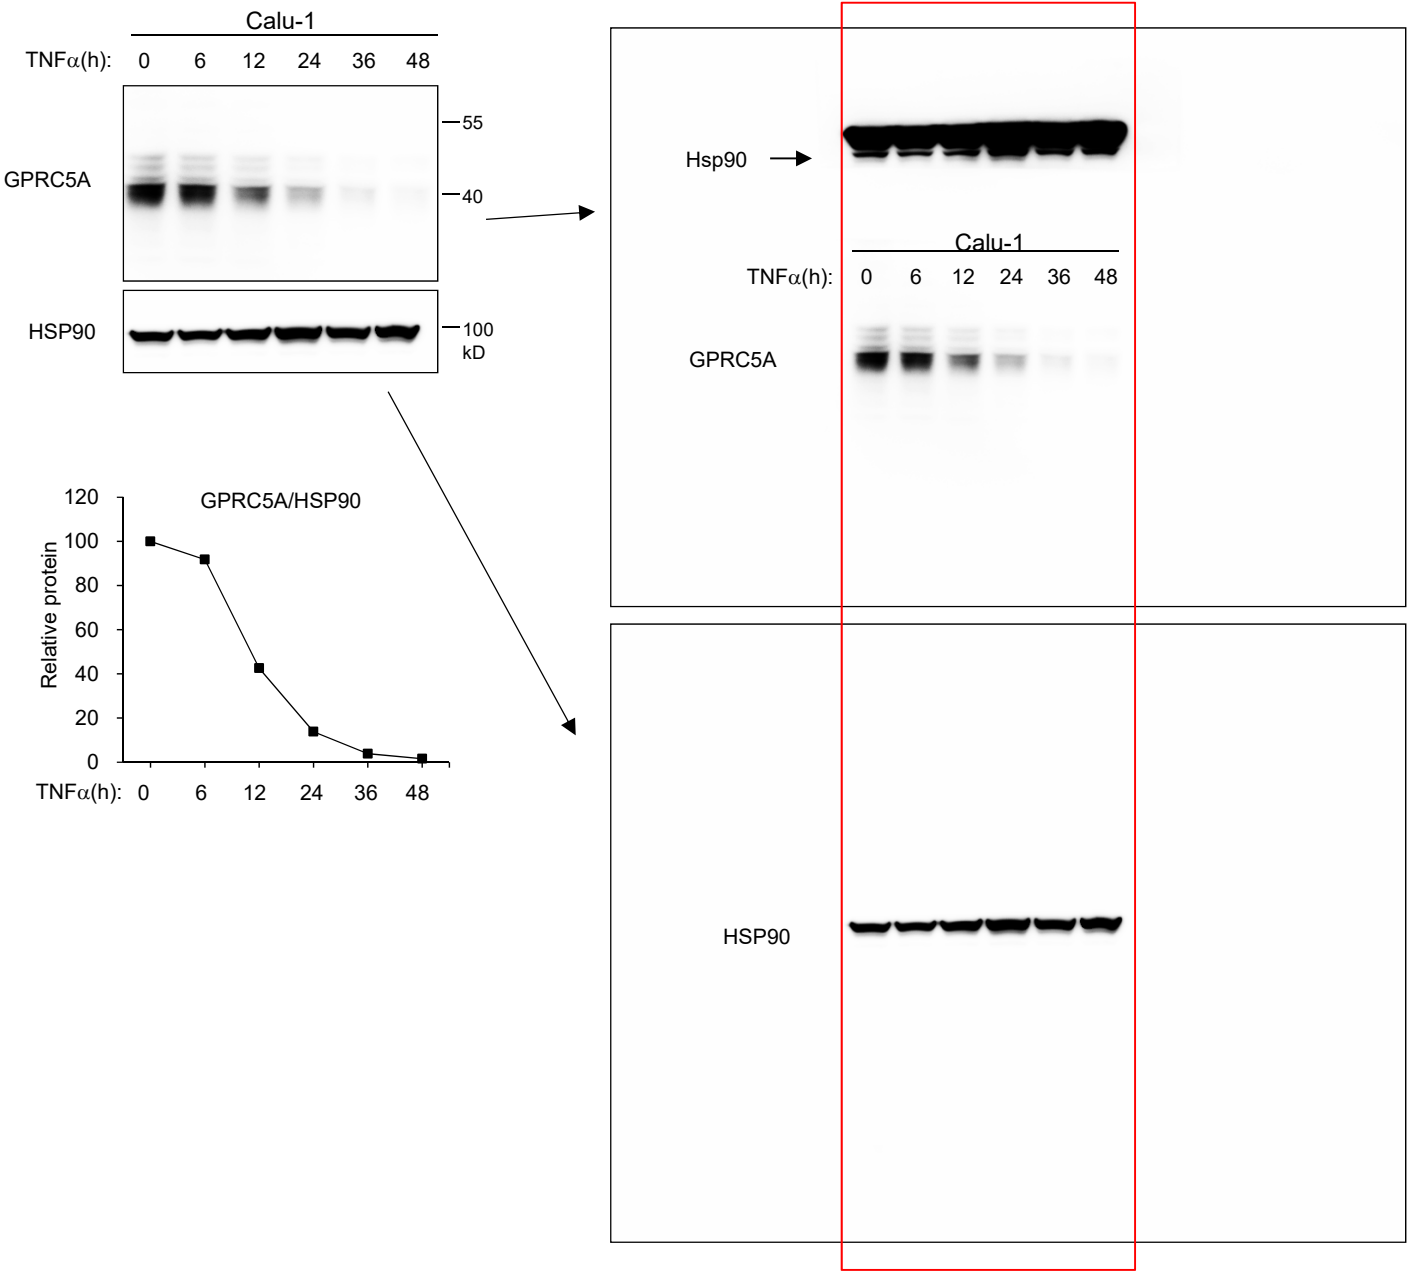 Calu-1
TNFα(h): 0 6 12 24 36 48
GPRC5A
55
40
HSP90
100
kD
GPRC5A/HSP90
Relative protein
120
100
80
60
40
20
0
TNFα(h): 0 6 12 24 36 48
Hsp90
Calu-1
TNFα(h): 0 6 12 24 36 48
GPRC5A
HSP90